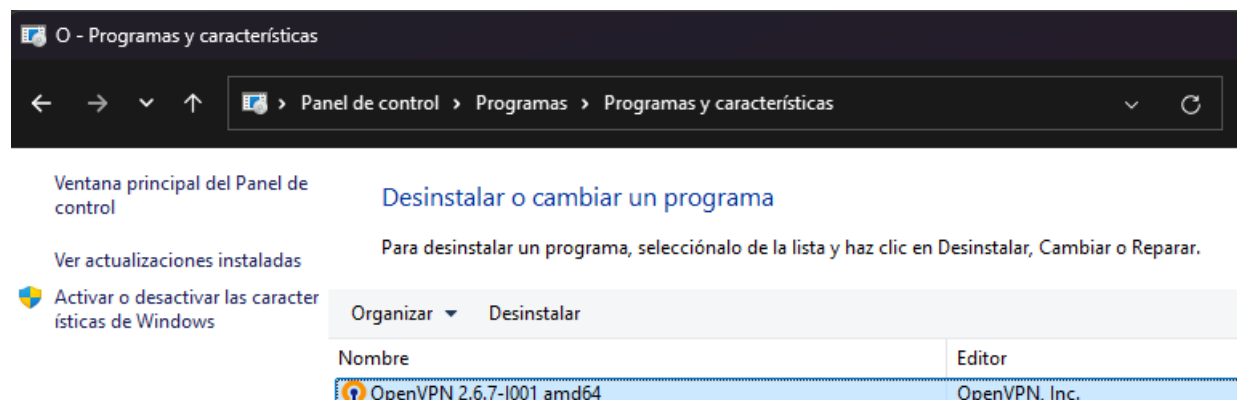 O - Programas y características
Panel de control > Programas > Programas y características
Ventana principal del Panel de
control
Desinstalar o cambiar un programa
Para desinstalar un programa, selecciónalo de la lista y haz clic en Desinstalar, Cambiar o Reparar.
Ver actualizaciones instaladas
Activar o desactivar las caracter
ísticas de Windows
Organizar Desinstalar
Nombre Editor
OpenVPN 2.6.7-I001 amd64 OpenVPN, Inc.